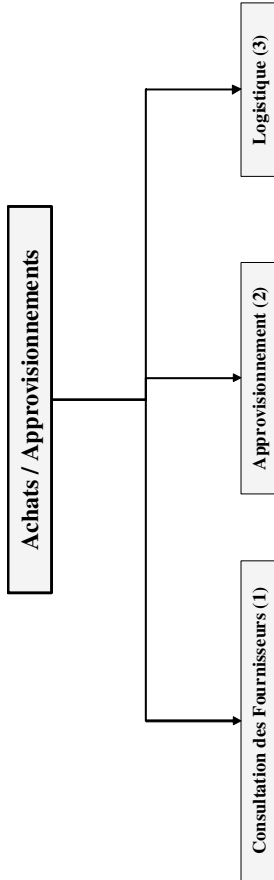 Achats / Approvisionnements
Consultation des Fournisseurs (1)
Approvisionnement (2)
Logistique (3)